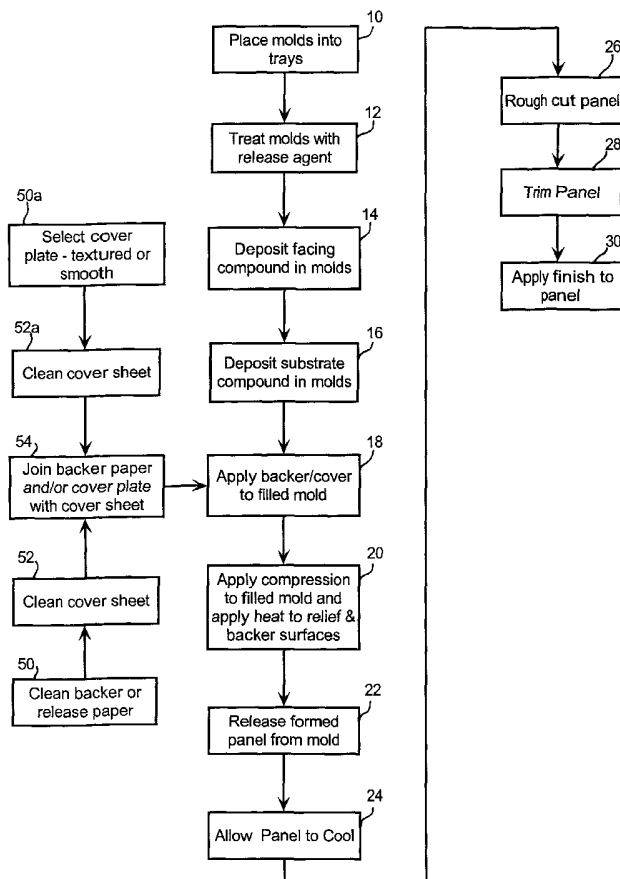 10
Place molds into
trays
12
Treat molds with
release agent
14
Deposit facing
compound in molds
16
Deposit substrate
compound in molds
50a
Select cover
plate - textured or
smooth
52a
Clean cover sheet
54
Join backer paper
and/or cover plate
with cover sheet
52
Clean cover sheet
50
Clean backer or
release paper
18
Apply backer/cover
to filled mold
20
Apply compression
to filled mold and
apply heat to relief &
backer surfaces
22
Release formed
panel from mold
24
Allow Panel to Cool
26
Rough cut panel
28
Trim Panel
30
Apply finish to
panel